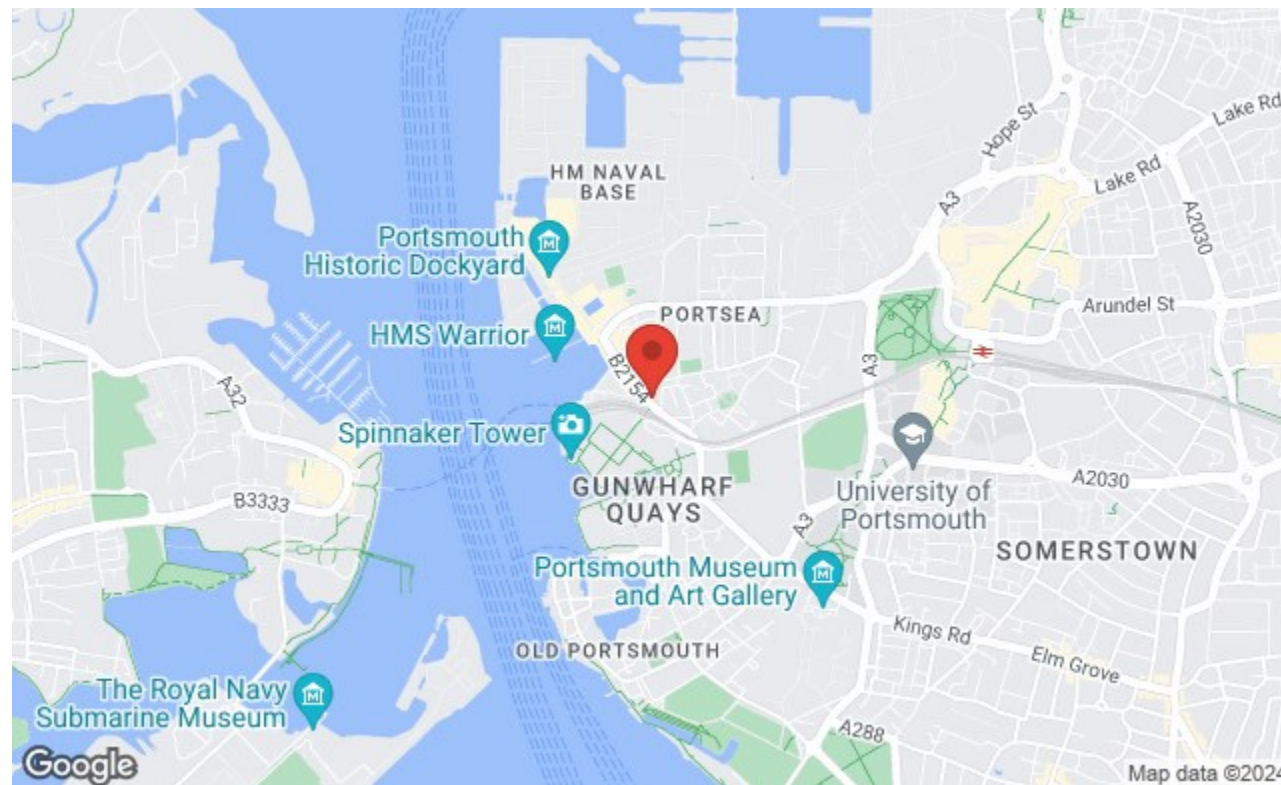 Hope St
Lake Rd
HM NAVAL
BASE
Lake Rd
A3
A2030
Portsmouth
Historic Dockyard
PORTSEA
Arundel St
HMS Warrior
B2154
A3
A32
Spinnaker Tower
B3333
GUNWHARF
QUAYS
A2030
University of
Portsmouth
A3
SOMERSTOWN
Portsmouth Museum
and Art Gallery
Kings Rd
OLD PORTSMOUTH
Elm Grove
The Royal Navy
Submarine Museum
A288
Google
Map data ©2024